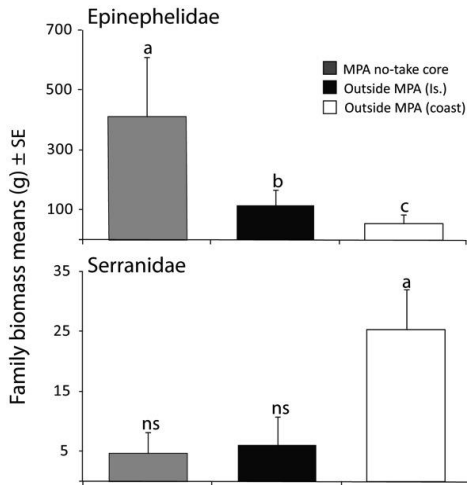 Epinephelidae
700
500
300
100
a
b
c
MPA no-take core
Outside MPA (Is.)
Outside MPA (coast)
Family biomass means (g) ± SE
Serranidae
35
25
15
5
ns
ns
a